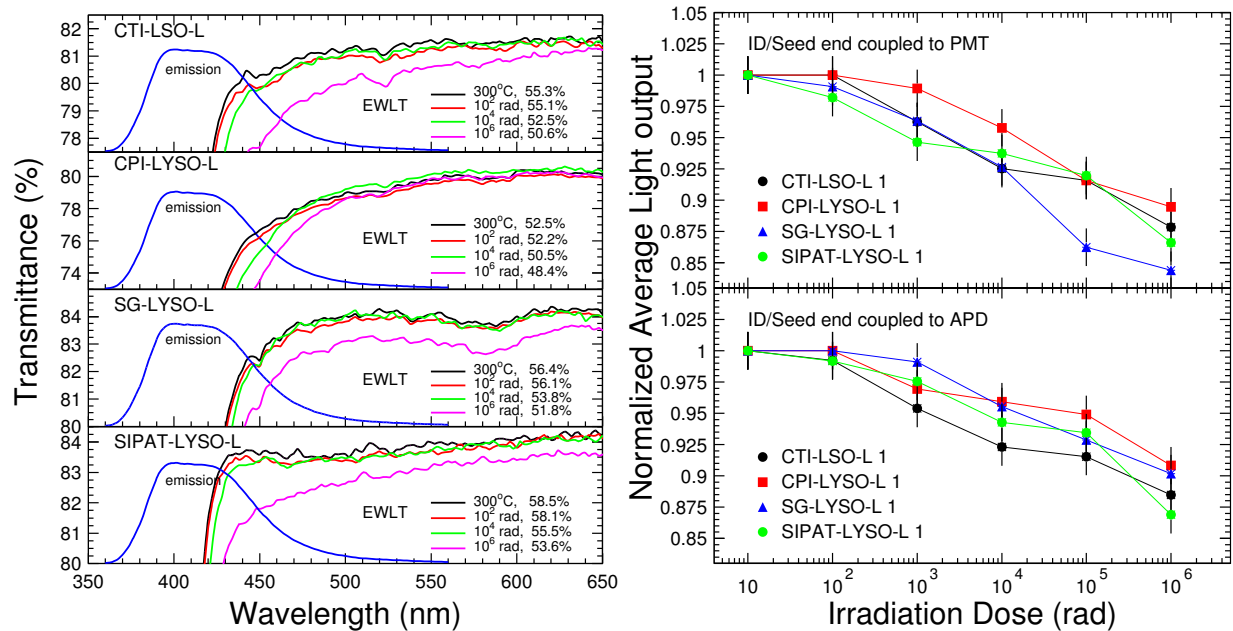 Transmittance (%)
CTI-LSO-L
emission
EWLT
300°C, 55.3%
10² rad, 55.1%
10⁴ rad, 52.5%
10⁶ rad, 50.6%
82
81
80
79
78
CPI-LYSO-L
emission
EWLT
300°C, 52.5%
10² rad, 52.2%
10⁴ rad, 50.5%
10⁶ rad, 48.4%
80
78
76
74
SG-LYSO-L
emission
EWLT
300°C, 56.4%
10² rad, 56.1%
10⁴ rad, 53.8%
10⁶ rad, 51.8%
84
83
82
81
80
SIPAT-LYSO-L
emission
EWLT
300°C, 58.5%
10² rad, 58.1%
10⁴ rad, 55.5%
10⁶ rad, 53.6%
84
83
82
81
80
350 400 450 500 550 600 650
Wavelength (nm)
Normalized Average Light output
1.05
1.025
1
0.975
0.95
0.925
0.9
0.875
0.85
ID/Seed end coupled to PMT
CTI-LSO-L 1
CPI-LYSO-L 1
SG-LYSO-L 1
SIPAT-LYSO-L 1
1.05
1.025
1
0.975
0.95
0.925
0.9
0.875
0.85
ID/Seed end coupled to APD
CTI-LSO-L 1
CPI-LYSO-L 1
SG-LYSO-L 1
SIPAT-LYSO-L 1
10 10² 10³ 10⁴ 10⁵ 10⁶
Irradiation Dose (rad)